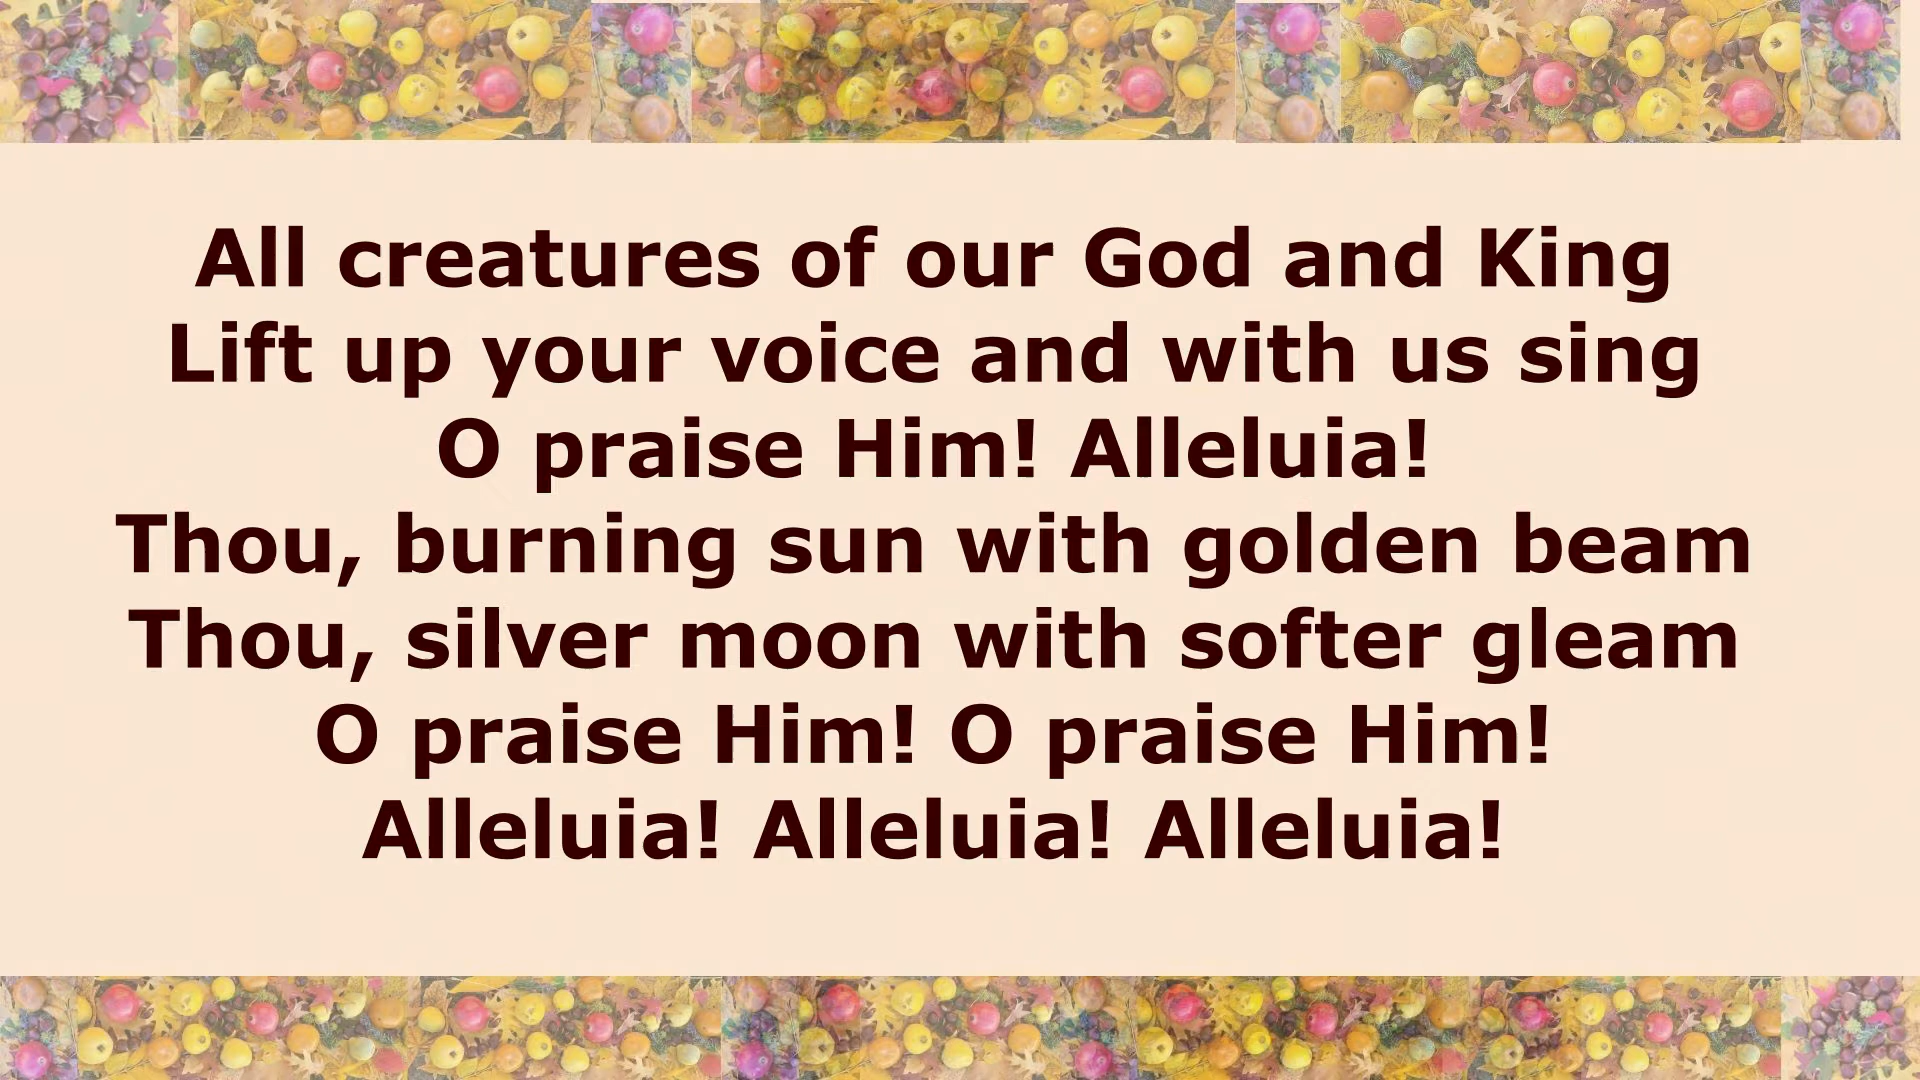 All creatures of our God and King
Lift up your voice and with us sing
O praise Him! Alleluia!
Thou, burning sun with golden beam
Thou, silver moon with softer gleam
O praise Him! O praise Him!
Alleluia! Alleluia! Alleluia!